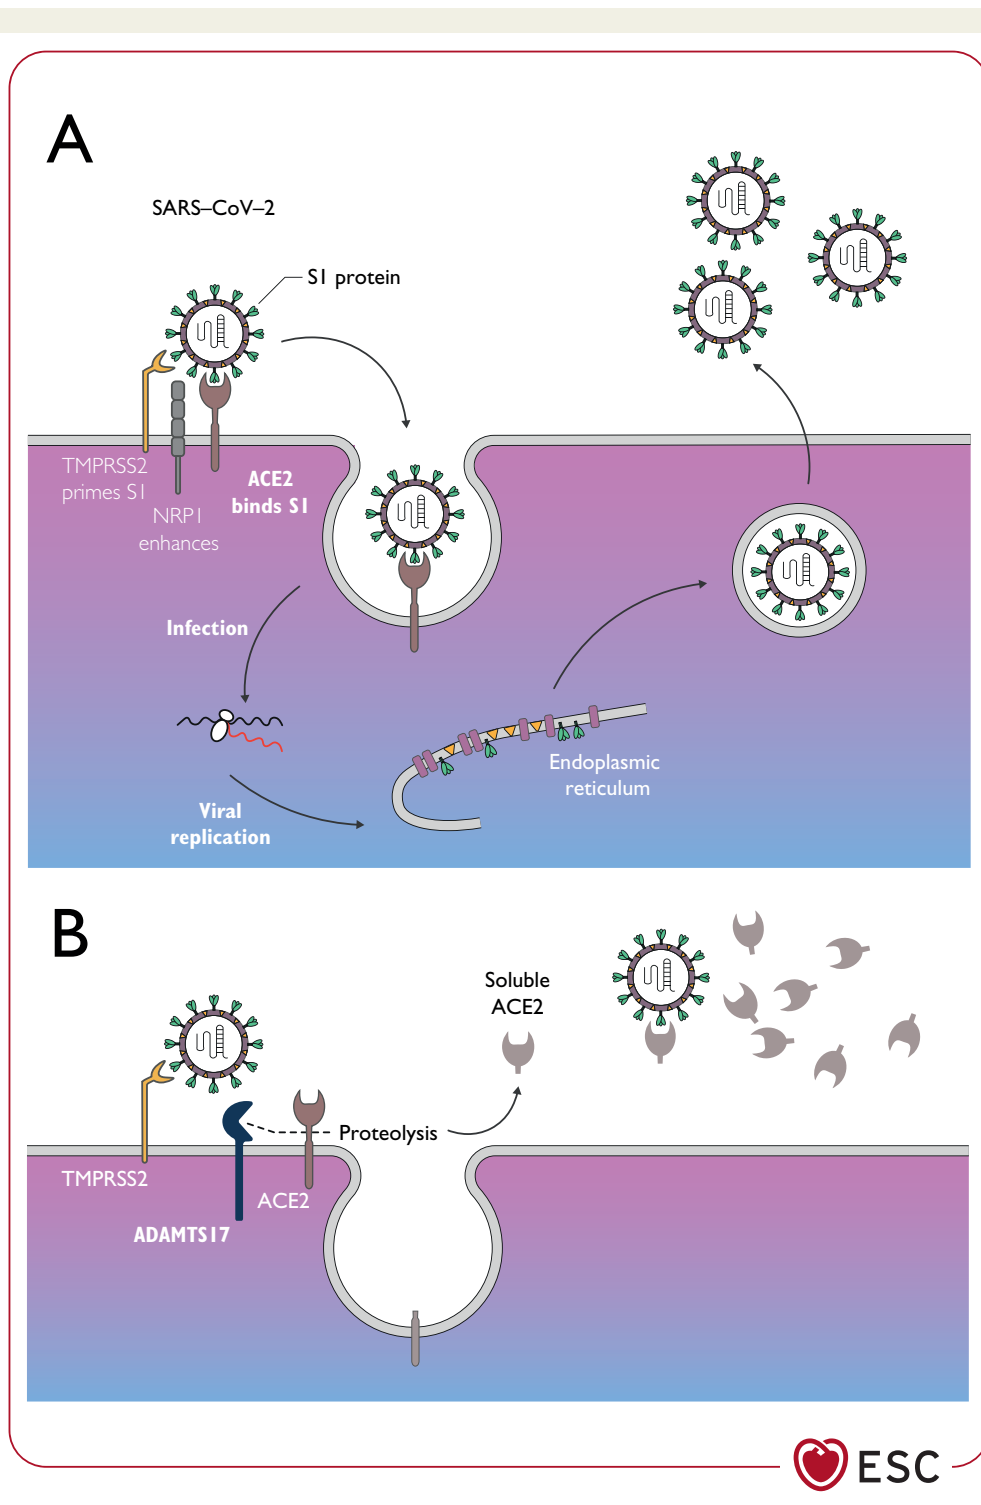 A
SARS–CoV–2
S1 protein
TMPRSS2
primes S1
NRP1
enhances
ACE2
binds S1
Infection
Viral
replication
Endoplasmic
reticulum
B
Soluble
ACE2
Proteolysis
TMPRSS2
ACE2
ADAMTS17
ESC